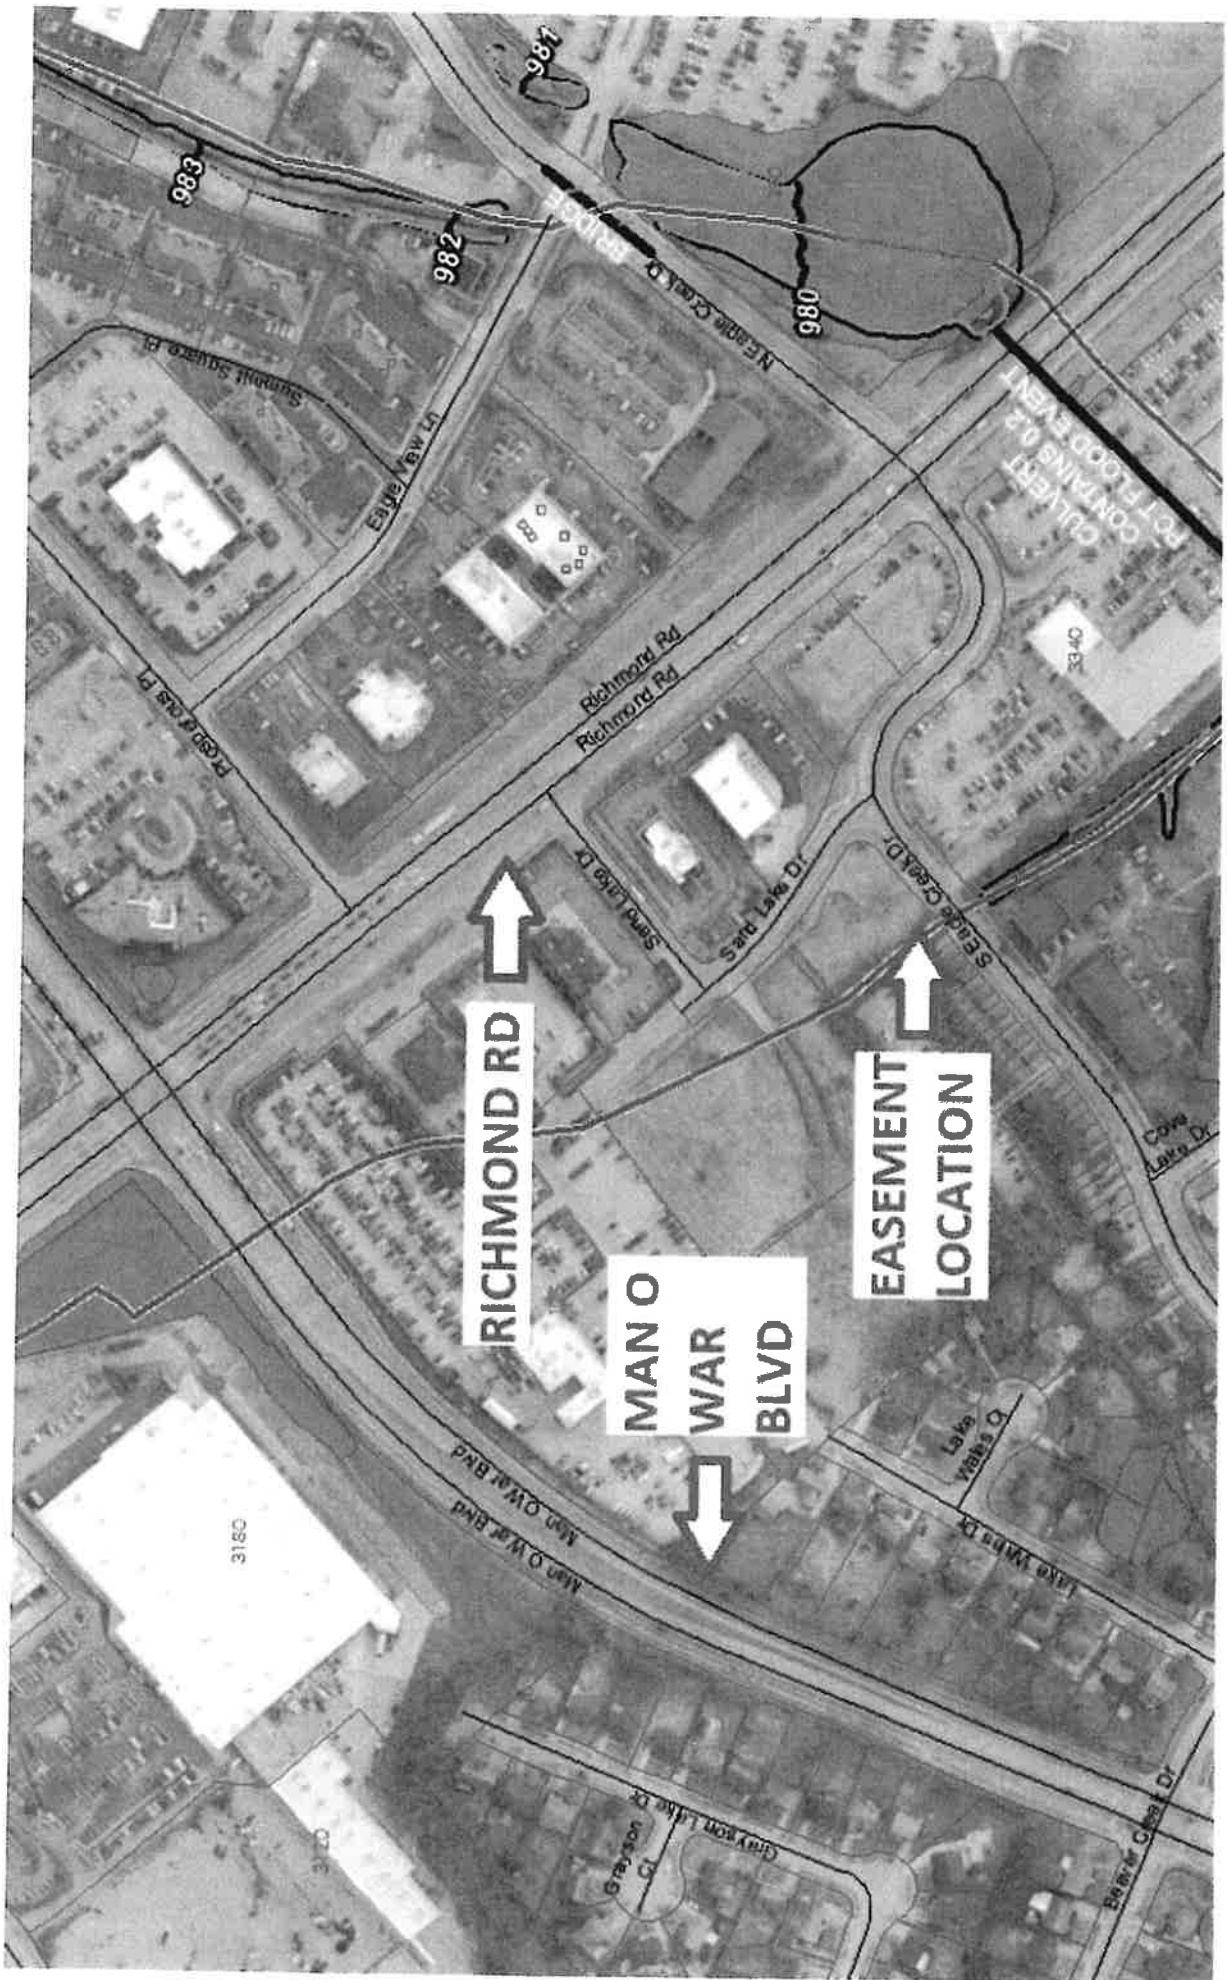 981
983
982
BRIDGE
980
N Eagle Creek Dr
Summit Square Pl
Eagle View Ln
CULVERT
CONTAINS 0.2
PCT FLOOD EVENT
3340
Prosperous Pl
Richmond Rd
Richmond Rd
Sand Lake Dr
Sand Lake Dr
S Eagle Creek Dr
RICHMOND RD
EASEMENT
LOCATION
Cove
Lake Dr
MAN O
WAR
BLVD
Man O War Blvd
Man O War Blvd
3180
Lake
Wales Ct
Lake Wales Dr
Grayson
Ct
Grayson Lake Dr
Beaver Creek Dr